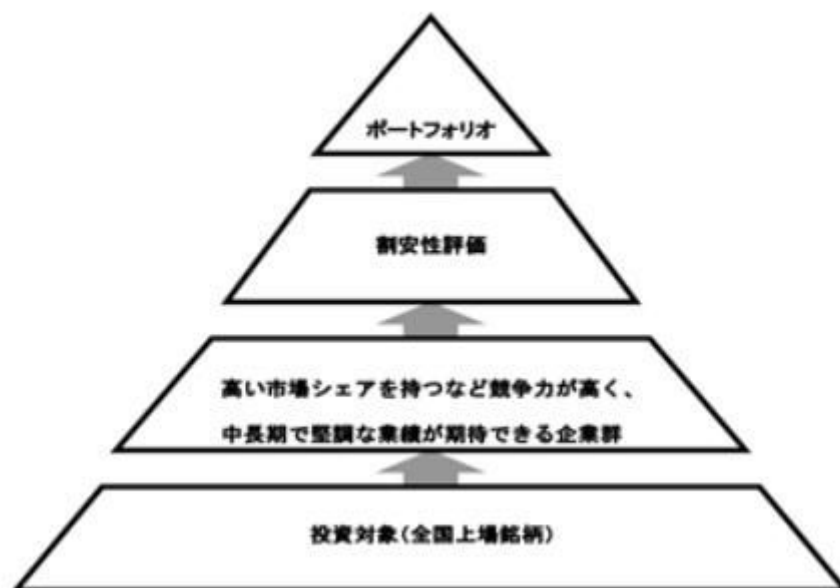 ポートフォリオ
割安性評価
高い市場シェアを持つなど競争力が高く、
中長期で堅調な業績が期待できる企業群
投資対象(全国上場銘柄)